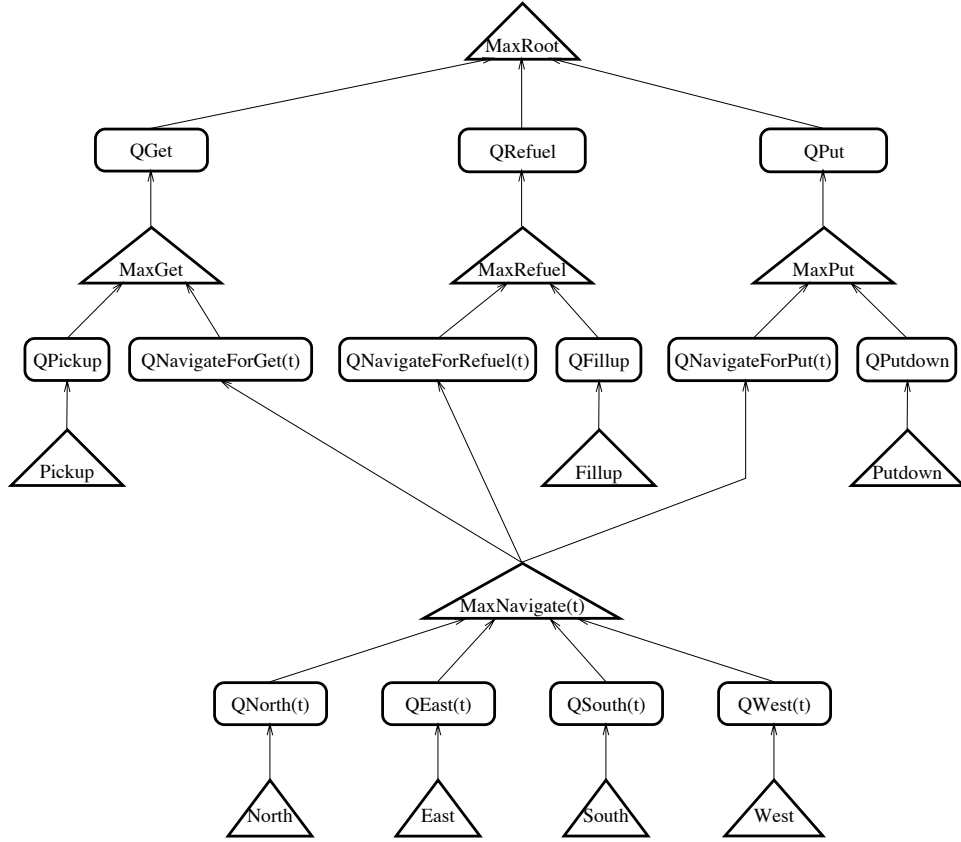 MaxRoot
QGet
QRefuel
QPut
MaxGet
MaxRefuel
MaxPut
QPickup
QNavigateForGet(t)
QNavigateForRefuel(t)
QFillup
QNavigateForPut(t)
QPutdown
Pickup
Fillup
Putdown
MaxNavigate(t)
QNorth(t)
QEast(t)
QSouth(t)
QWest(t)
North
East
South
West